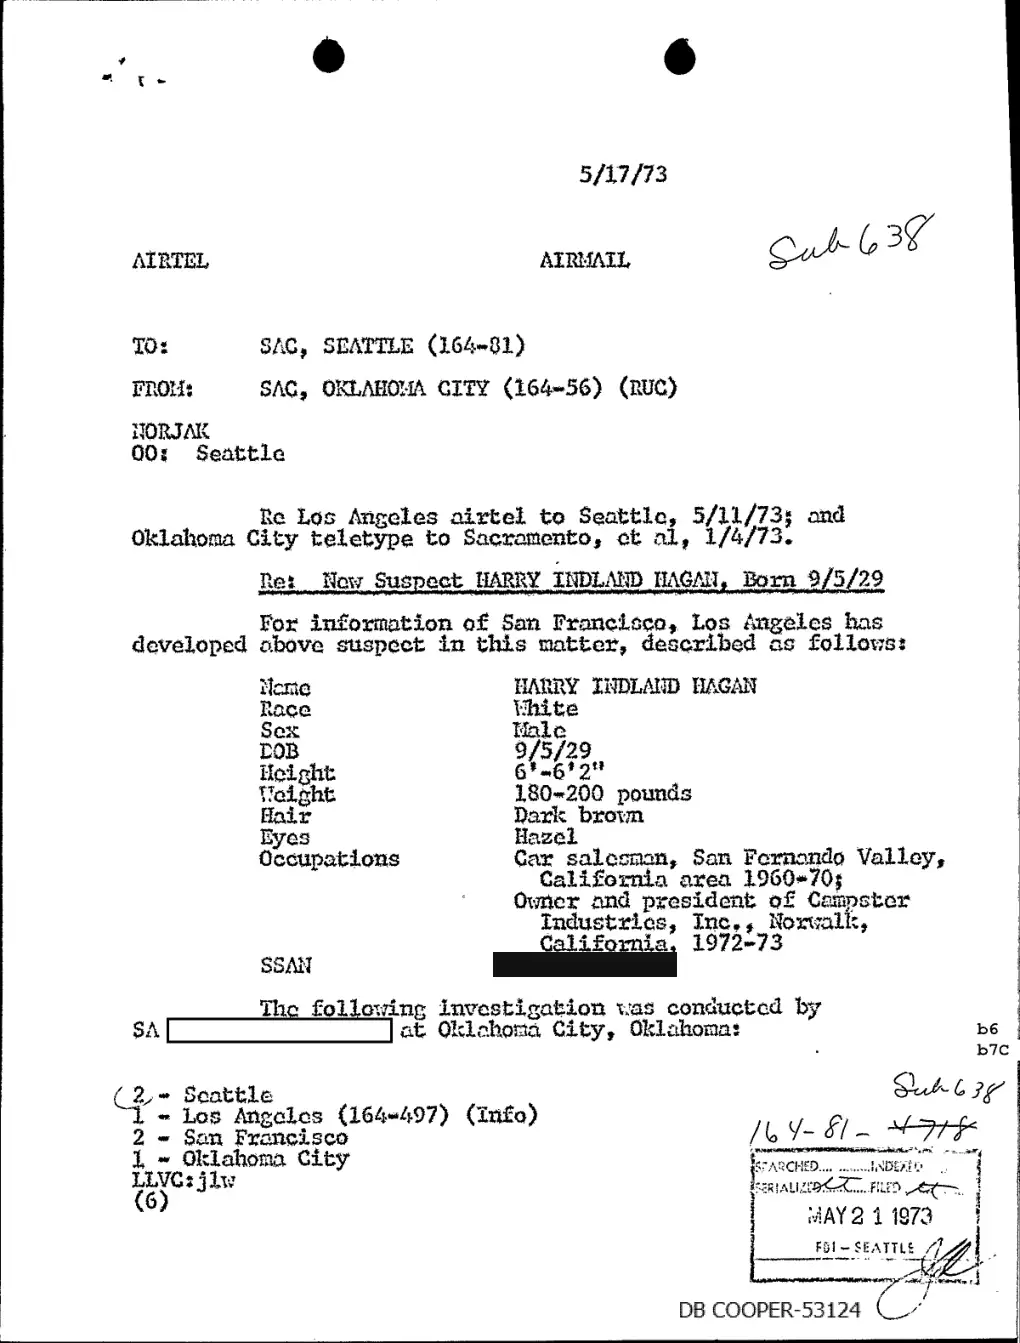 5/17/73
Sub 638
AIRTEL AIRMAIL
TO: SAC, SEATTLE (164-81)
FROM: SAC, OKLAHOMA CITY (164-56) (RUC)
NORJAK
OO: Seattle
Re Los Angeles airtel to Seattle, 5/11/73; and
Oklahoma City teletype to Sacramento, et al, 1/4/73.
Re: New Suspect HARRY INDLAND HAGAN, Born 9/5/29
For information of San Francisco, Los Angeles has
developed above suspect in this matter, described as follows:
Name HARRY INDLAND HAGAN
Race White
Sex Male
DOB 9/5/29
Height 6'-6'2"
Weight 180-200 pounds
Hair Dark brown
Eyes Hazel
Occupations Car salesman, San Fernando Valley,
California area 1960-70;
Owner and president of Campster
Industries, Inc., Norwalk,
California, 1972-73
SSAN
The following investigation was conducted by
SA at Oklahoma City, Oklahoma:
b6
b7C
2 - Seattle
1 - Los Angeles (164-497) (Info)
2 - San Francisco
1 - Oklahoma City
LLVC:jlw
(6)
Sub 638
164-81-4718
SEARCHED.... ........INDEXED
SERIALIZED........FILED
MAY 21 1973
FBI - SEATTLE
DB COOPER-53124